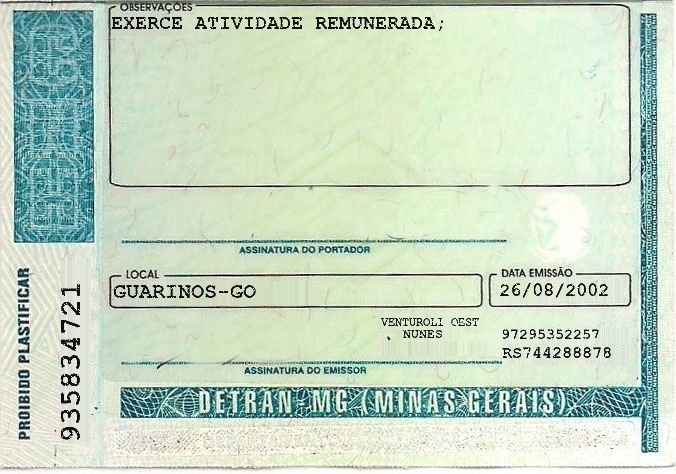 OBSERVAÇÕES
EXERCE ATIVIDADE REMUNERADA;
ASSINATURA DO PORTADOR
LOCAL
GUARINOS-GO
DATA EMISSÃO
26/08/2002
VENTUROLI OEST
NUNES
97295352257
RS744288878
ASSINATURA DO EMISSOR
DETRAN, MG (MINAS GERAIS)
PROIBIDO PLASTIFICAR
935834721